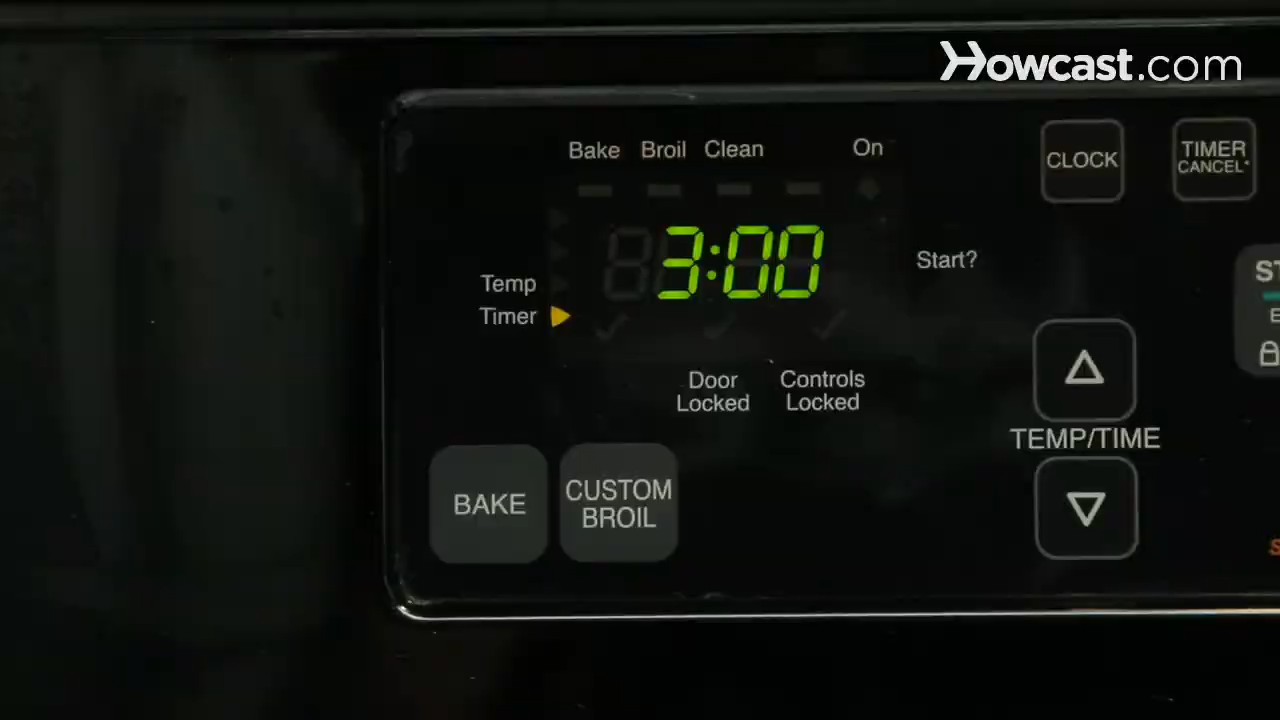 Howcast.com
Bake Broil Clean On
CLOCK
TIMER
CANCEL*
3:00
Start?
Temp
Timer
Door
Locked
Controls
Locked
TEMP/TIME
BAKE
CUSTOM
BROIL